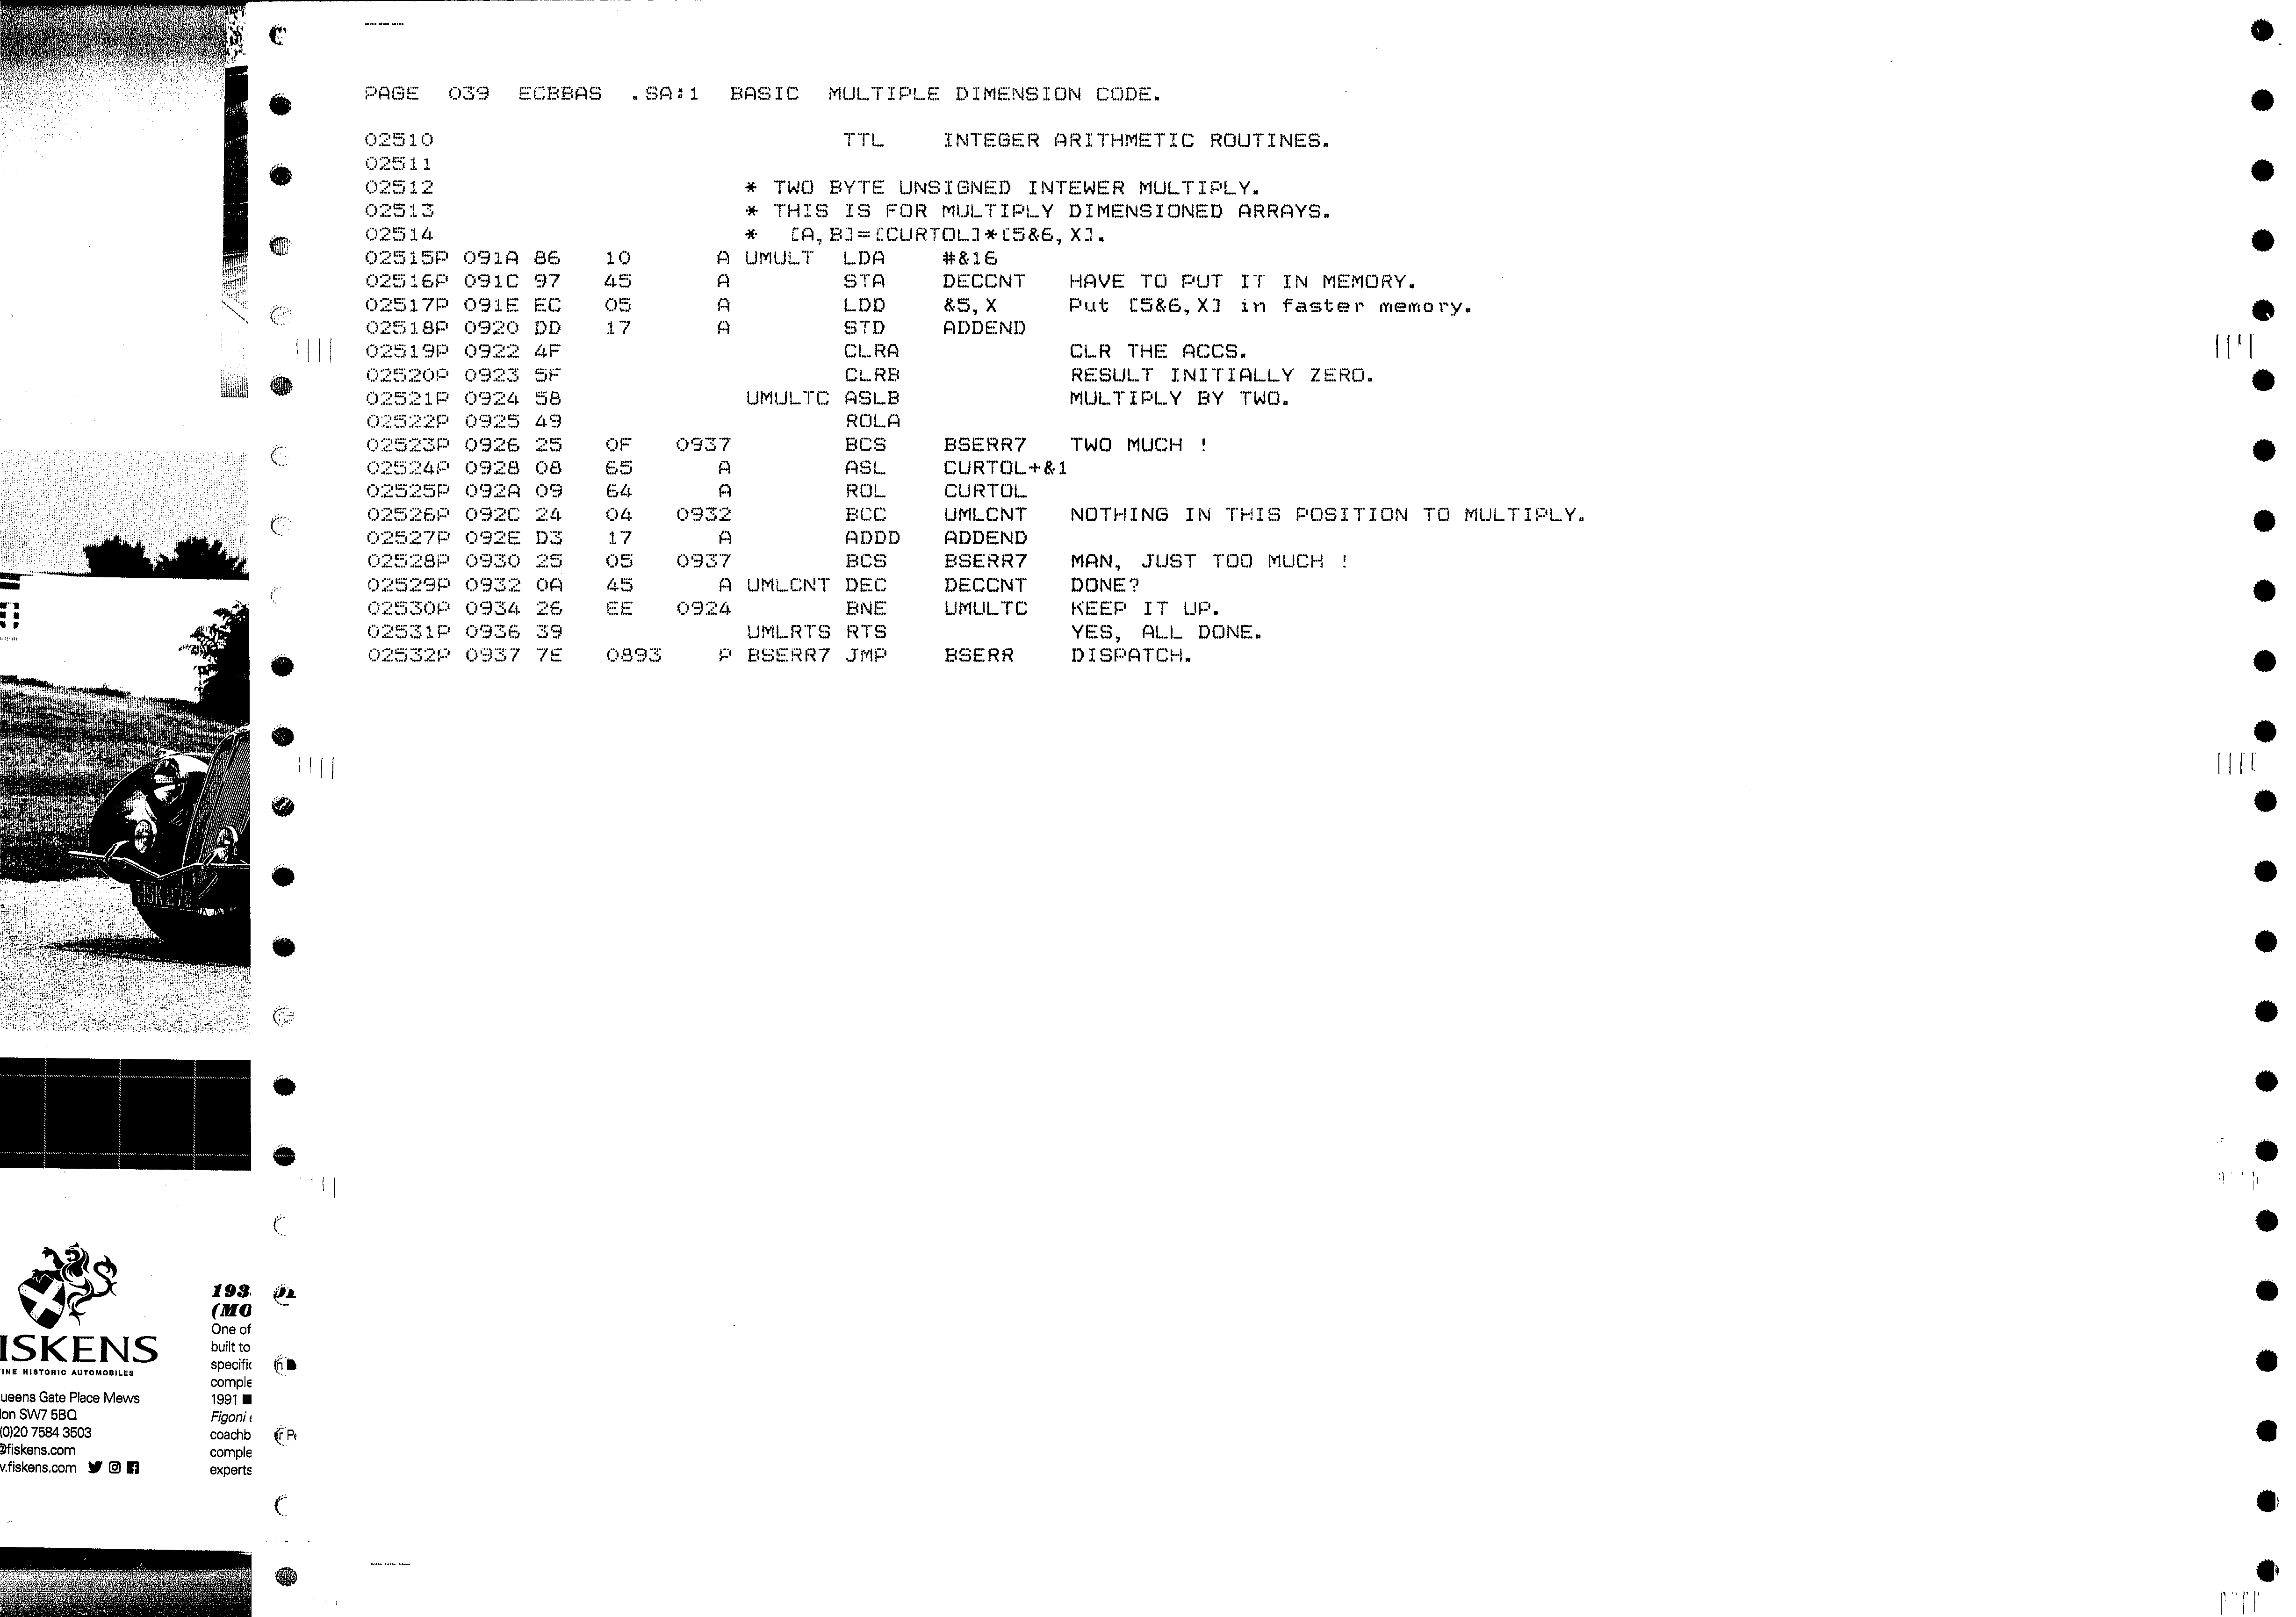 PAGE 039 ECBBAS .SA:1 BASIC MULTIPLE DIMENSION CODE.
02510 TTL INTEGER ARITHMETIC ROUTINES.
02511
02512 * TWO BYTE UNSIGNED INTEWER MULTIPLY.
02513 * THIS IS FOR MULTIPLY DIMENSIONED ARRAYS.
02514 * [A,B]=[CURTOL]*[5&6,X].
02515P 091A 86 10 A UMULT LDA #&16
02516P 091C 97 45 A STA DECCNT HAVE TO PUT IT IN MEMORY.
02517P 091E EC 05 A LDD &5,X Put [5&6,X] in faster memory.
02518P 0920 DD 17 A STD ADDEND
02519P 0922 4F CLRA CLR THE ACCS.
02520P 0923 5F CLRB RESULT INITIALLY ZERO.
02521P 0924 58 UMULTC ASLB MULTIPLY BY TWO.
02522P 0925 49 ROLA
02523P 0926 25 0F 0937 BCS BSERR7 TWO MUCH !
02524P 0928 08 65 A ASL CURTOL+&1
02525P 092A 09 64 A ROL CURTOL
02526P 092C 24 04 0932 BCC UMLCNT NOTHING IN THIS POSITION TO MULTIPLY.
02527P 092E D3 17 A ADDD ADDEND
02528P 0930 25 05 0937 BCS BSERR7 MAN, JUST TOO MUCH !
02529P 0932 0A 45 A UMLCNT DEC DECCNT DONE?
02530P 0934 26 EE 0924 BNE UMULTC KEEP IT UP.
02531P 0936 39 UMLRTS RTS YES, ALL DONE.
02532P 0937 7E 0893 P BSERR7 JMP BSERR DISPATCH.
FISKENS
ISKENS
INE HISTORIC AUTOMOBILES
ueens Gate Place Mews
on SW7 5BQ
(0)20 7584 3503
@fiskens.com
v.fiskens.com
193
(MO
One of
built to
specific
comple
1991 ■
Figoni e
coachb
comple
experts